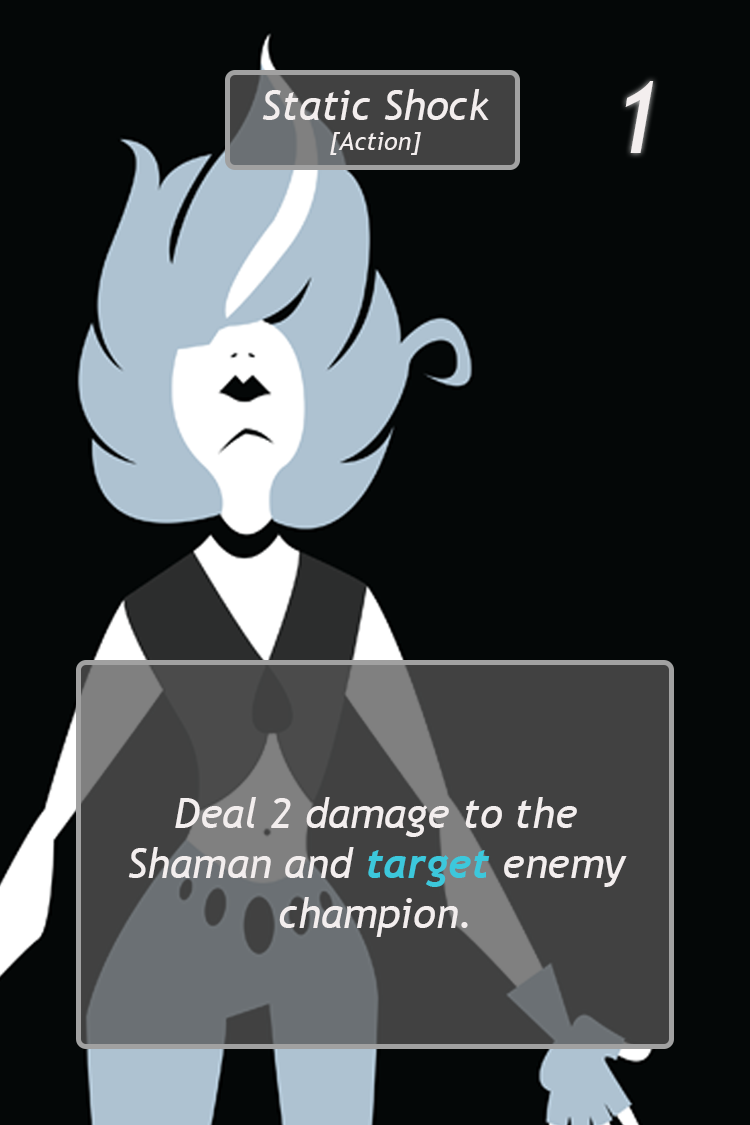 Static Shock
[Action]
1
Deal 2 damage to the
Shaman and target enemy
champion.